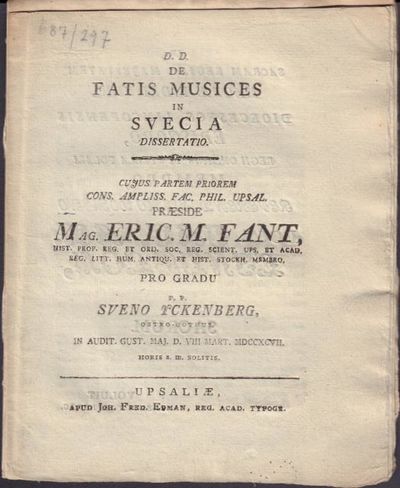 687/297
D. D.
DE
FATIS MUSICES
IN
SVECIA
DISSERTATIO.
CUJUS PARTEM PRIOREM
CONS. AMPLISS. FAC. PHIL. UPSAL.
PRÆSIDE
MAG. ERIC. M. FANT,
HIST. PROF. REG. ET ORD. SOC. REG. SCIENT. UPS. ET ACAD.
REG. LITT. HUM. ANTIQU. ET HIST. STOCKH. MEMBRO,
PRO GRADU
P. P.
SVENO YCKENBERG,
OSTRO-GOTHUS.
IN AUDIT. GUST. MAJ. D. VIII MART. MDCCXCVII.
HORIS S. III. SOLITIS.
UPSALIÆ,
APUD JOH. FRED. EDMAN, REG. ACAD. TYPOGR.